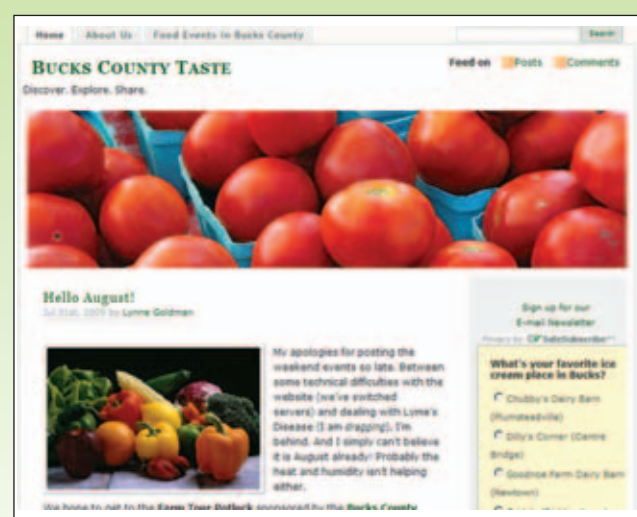 Home About Us Food Events in Bucks County Search
BUCKS COUNTY TASTE
Feed on Posts Comments
Discover. Explore. Share.
Hello August!
Jul 31st, 2009 by Lynne Goldman
My apologies for posting the
weekend events so late. Between
some technical difficulties with the
website (we've switched
servers) and dealing with Lyme's
Disease (I am dragging), I'm
behind. And I simply can't believe
it is August already! Probably the
heat and humidity isn't helping
either.
We hope to get to the Farm Tour Potluck sponsored by the Bucks County
Sign up for our
E-mail Newsletter
Privacy by SafeSubscribe
What's your favorite ice
cream place in Bucks?
Chubby's Dairy Barn
(Plumsteadville)
Dilly's Corner (Centre
Bridge)
Goodnoe Farm Dairy Barn
(Newtown)